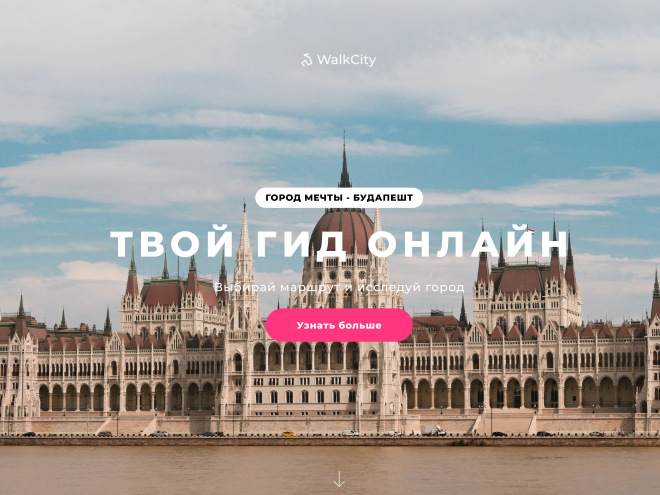 WalkCity
ГОРОД МЕЧТЫ - БУДАПЕШТ
ТВОЙ ГИД ОНЛАЙН
Выбирай маршрут и исследуй город
Узнать больше